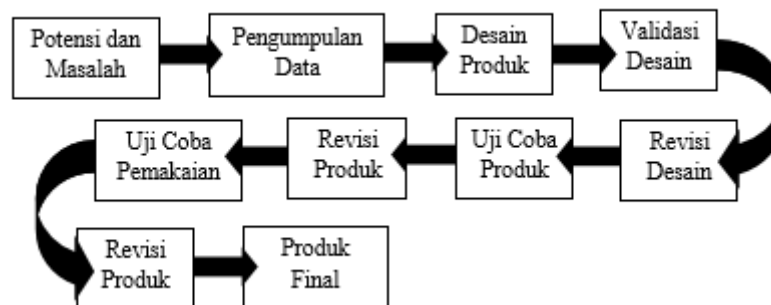 Potensi dan
Masalah
Pengumpulan
Data
Desain
Produk
Validasi
Desain
Revisi
Desain
Uji Coba
Produk
Revisi
Produk
Uji Coba
Pemakaian
Revisi
Produk
Produk
Final